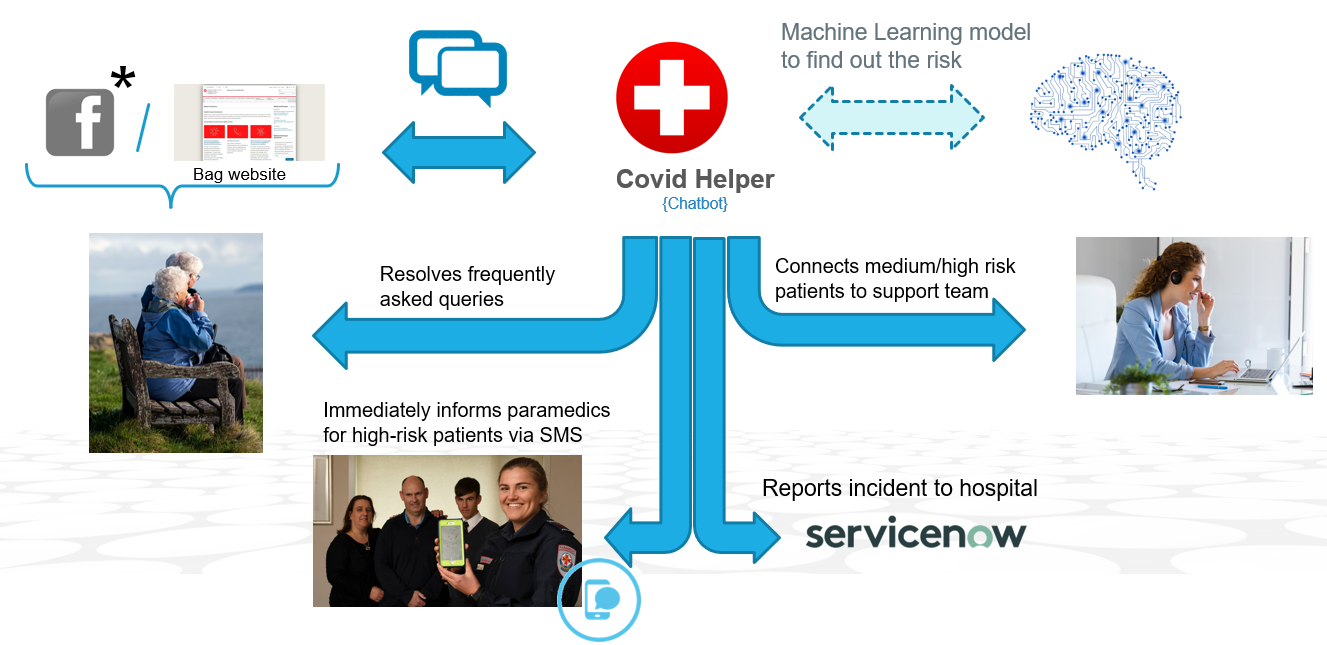 Machine Learning model
to find out the risk
*
f
/
Bag website
Covid Helper
{Chatbot}
Resolves frequently
asked queries
Connects medium/high risk
patients to support team
Immediately informs paramedics
for high-risk patients via SMS
Reports incident to hospital
servicenow